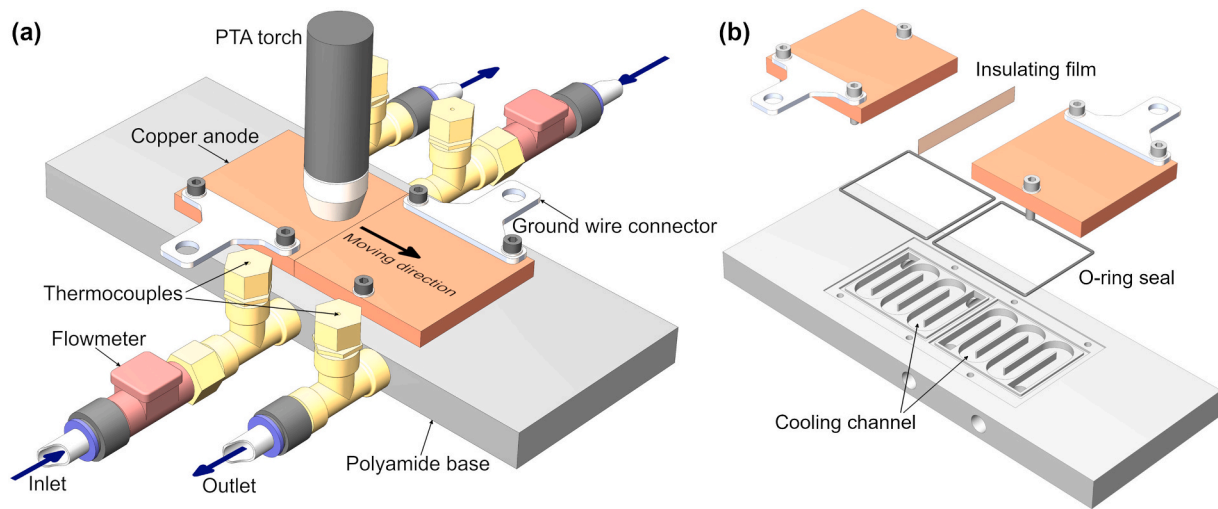 (a)
PTA torch
Copper anode
Ground wire connector
Moving direction
Thermocouples
Flowmeter
Polyamide base
Inlet
Outlet
(b)
Insulating film
O-ring seal
Cooling channel